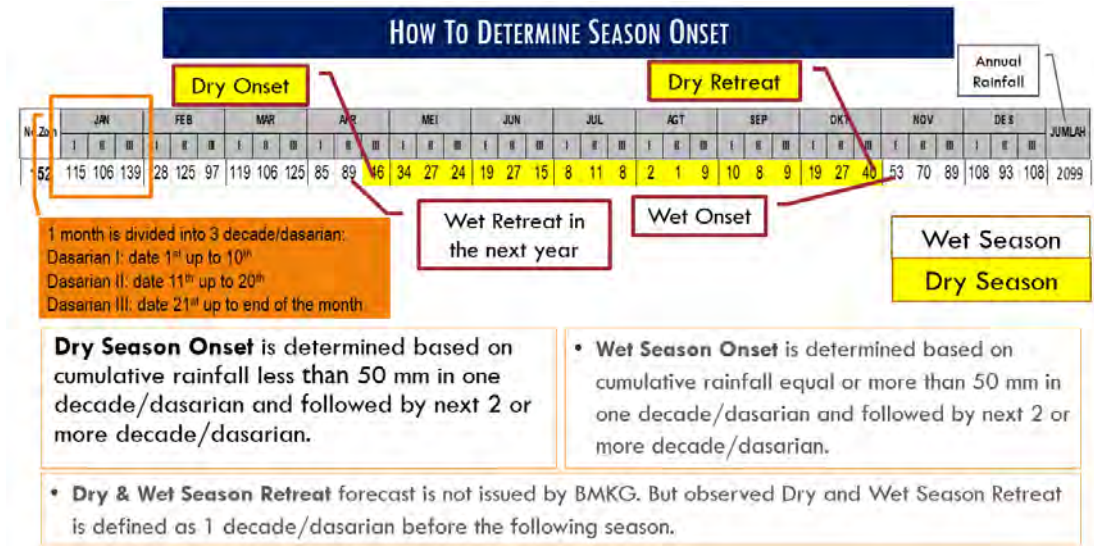 HOW TO DETERMINE SEASON ONSET
Annual
Rainfall
Dry Onset
Dry Retreat
JAN FEB MAR APR MEI JUN JUL AGT SEP OKT NOV DES JUMLAH
I II III I II III I II III I II III I II III I II III I II III I II III I II III I II III I II III I II III
115 106 139 128 125 97 119 106 125 85 89 46 34 27 24 19 27 15 8 11 8 2 1 9 10 8 9 19 27 40 53 70 89 108 93 108 2099
Wet Retreat in
the next year
Wet Onset
Wet Season
Dry Season
1 month is divided into 3 decade/dasarian:
Dasarian I: date 1st up to 10th
Dasarian II: date 11th up to 20th
Dasarian III: date 21st up to end of the month
Dry Season Onset is determined based on
cumulative rainfall less than 50 mm in one
decade/dasarian and followed by next 2 or
more decade/dasarian.
• Wet Season Onset is determined based on
cumulative rainfall equal or more than 50 mm in
one decade/dasarian and followed by next 2 or
more decade/dasarian.
• Dry & Wet Season Retreat forecast is not issued by BMKG. But observed Dry and Wet Season Retreat
is defined as 1 decade/dasarian before the following season.